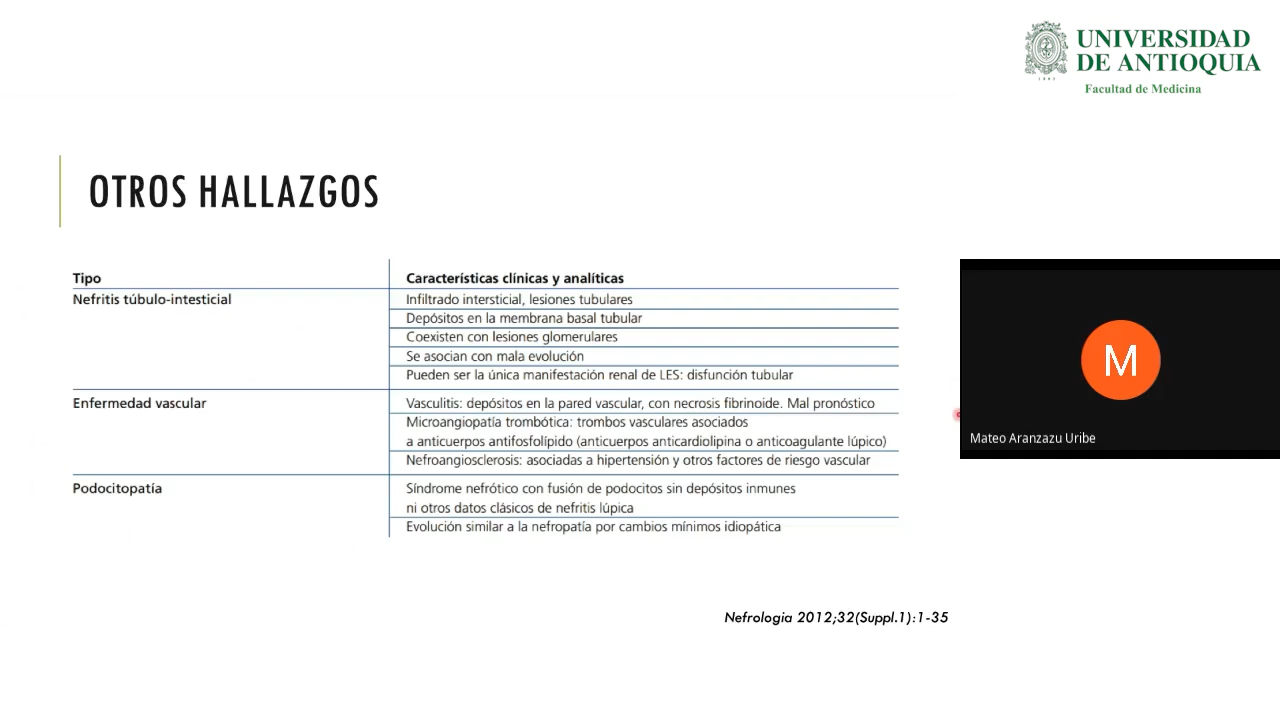 UNIVERSIDAD
DE ANTIOQUIA
1803
Facultad de Medicina
OTROS HALLAZGOS
Tipo
Características clínicas y analíticas
Nefritis túbulo-intesticial
Infiltrado intersticial, lesiones tubulares
Depósitos en la membrana basal tubular
Coexisten con lesiones glomerulares
Se asocian con mala evolución
Pueden ser la única manifestación renal de LES: disfunción tubular
Enfermedad vascular
Vasculitis: depósitos en la pared vascular, con necrosis fibrinoide. Mal pronóstico
Microangiopatía trombótica: trombos vasculares asociados
a anticuerpos antifosfolípido (anticuerpos anticardiolipina o anticoagulante lúpico)
Nefroangiosclerosis: asociadas a hipertensión y otros factores de riesgo vascular
Podocitopatía
Síndrome nefrótico con fusión de podocitos sin depósitos inmunes
ni otros datos clásicos de nefritis lúpica
Evolución similar a la nefropatía por cambios mínimos idiopática
M
Mateo Aranzazu Uribe
Nefrologia 2012;32(Suppl.1):1-35